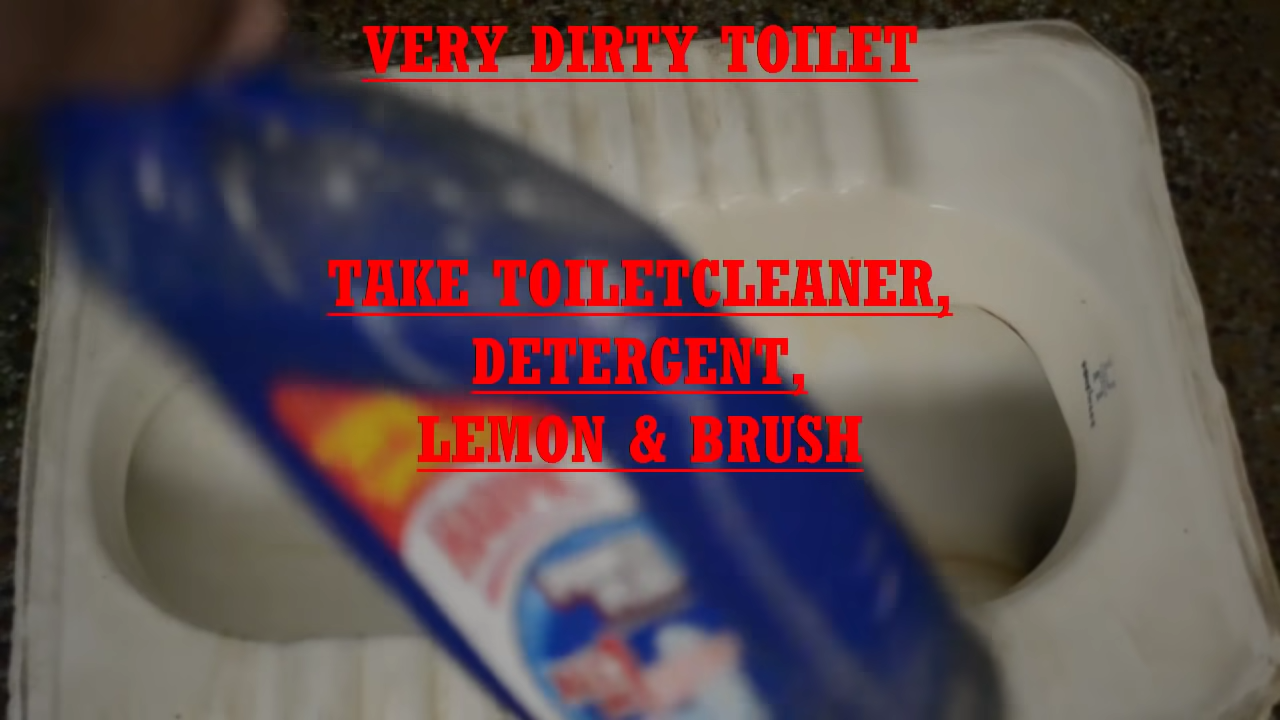 VERY DIRTY TOILET
TAKE TOILETCLEANER,
DETERGENT,
LEMON & BRUSH